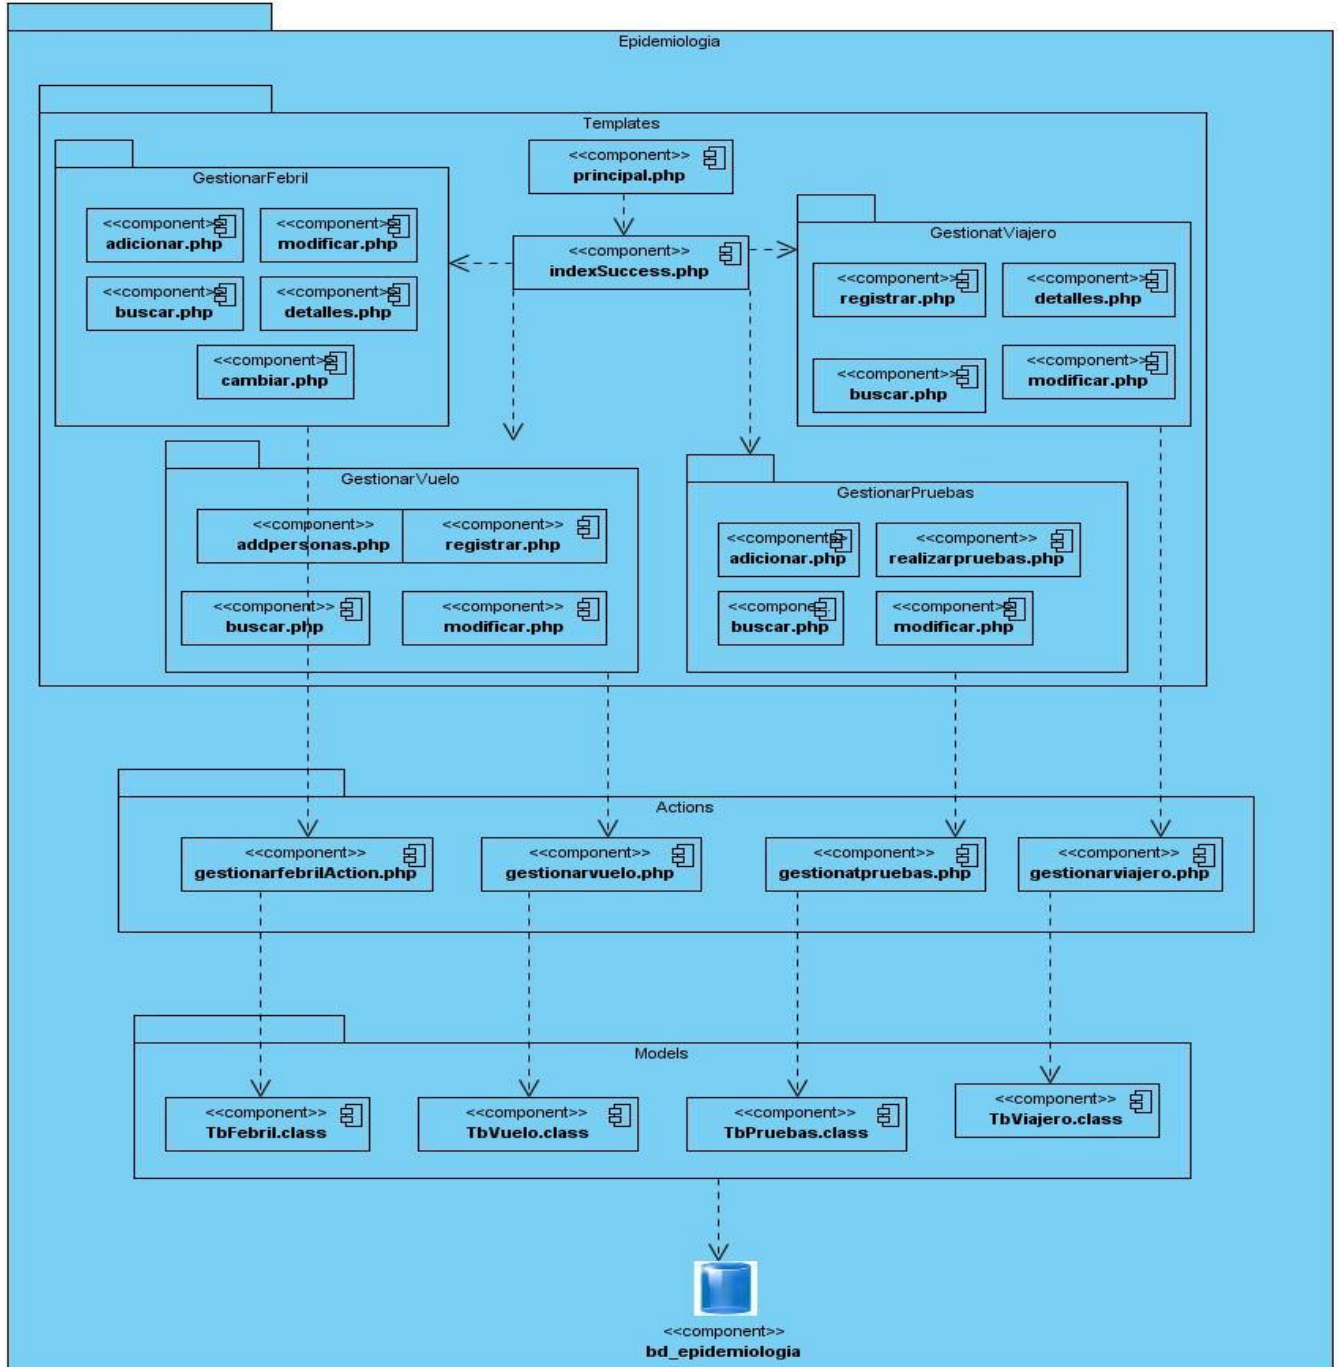 Epidemiologia
Templates
<<component>>
principal.php
GestionarFebril
<<component>>
adicionar.php
<<component>>
modificar.php
<<component>>
buscar.php
<<component>>
detalles.php
<<component>>
cambiar.php
<<component>>
indexSuccess.php
GestionatViajero
<<component>>
registrar.php
<<component>>
detalles.php
<<component>>
buscar.php
<<component>>
modificar.php
GestionarVuelo
<<component>>
addpersonas.php
<<component>>
registrar.php
<<component>>
buscar.php
<<component>>
modificar.php
GestionarPruebas
<<component>>
adicionar.php
<<component>>
realizarpruebas.php
<<compone...
buscar.php
<<component>>
modificar.php
Actions
<<component>>
gestionarfebrilAction.php
<<component>>
gestionarvuelo.php
<<component>>
gestionatpruebas.php
<<component>>
gestionarviajero.php
Models
<<component>>
TbFebril.class
<<component>>
TbVuelo.class
<<component>>
TbPruebas.class
<<component>>
TbViajero.class
<<component>>
bd_epidemiologia